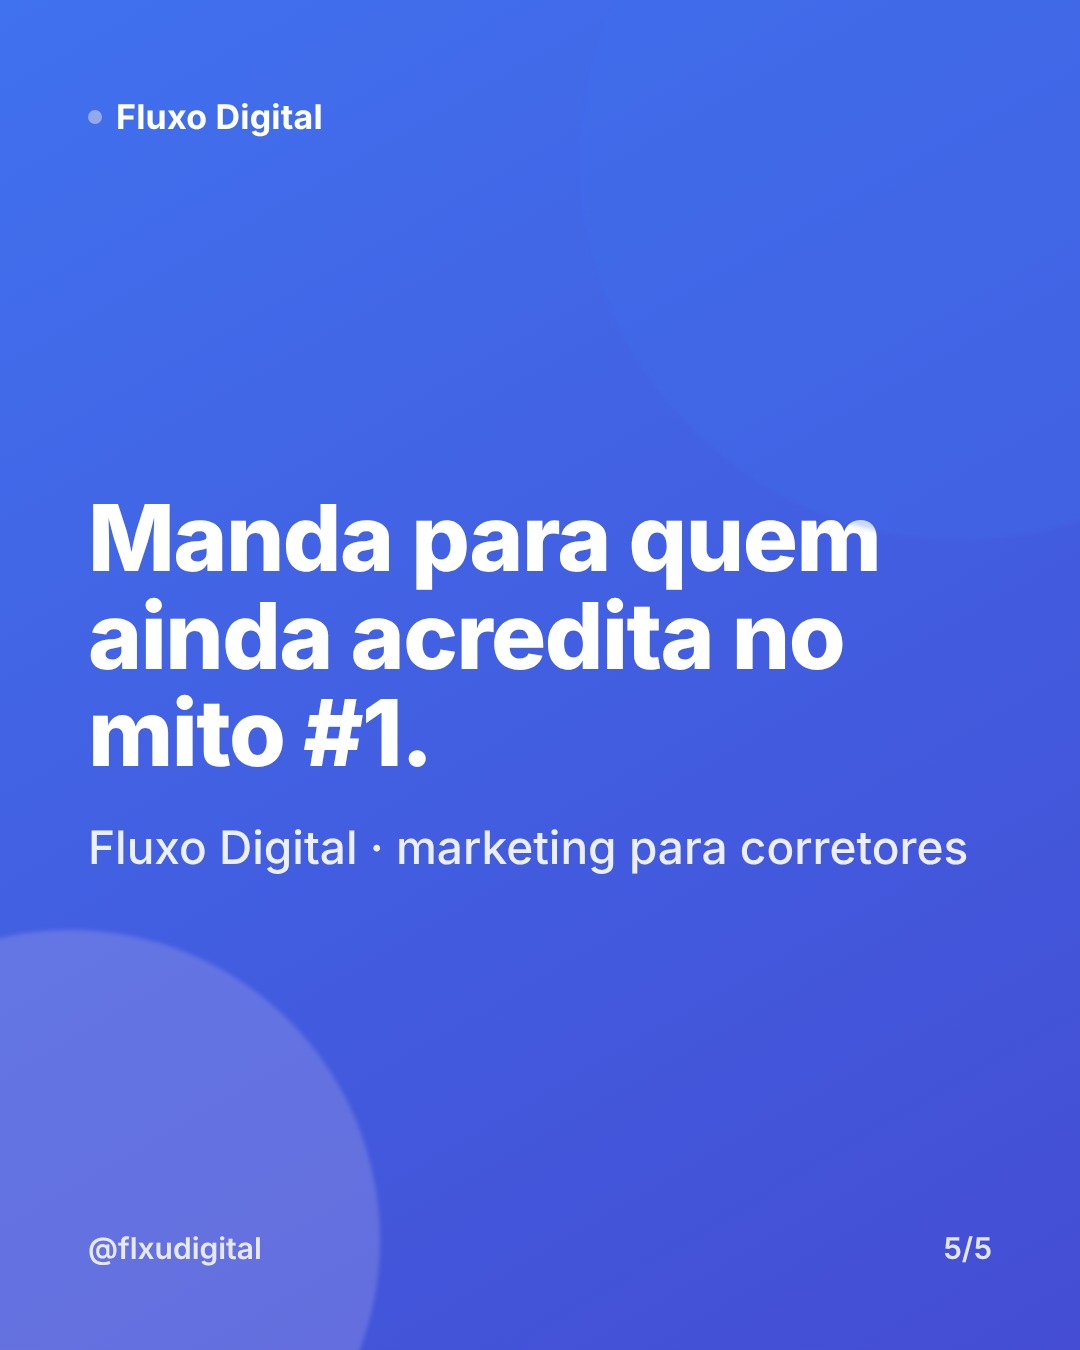 Fluxo Digital
Manda para quem
ainda acredita no
mito #1.
Fluxo Digital · marketing para corretores
@flxudigital
5/5